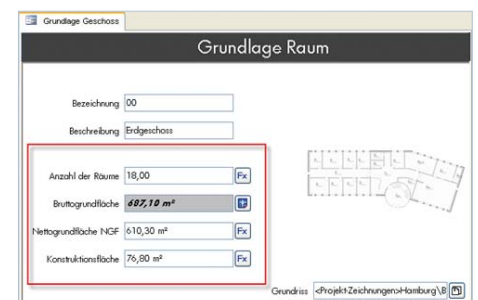 Grundlage Geschoss
Grundlage Raum
Bezeichnung 00
Beschreibung Erdgeschoss
Anzahl der Räume 18,00 Fx
Bruttogrundfläche 687,10 m²
Nettogrundfläche NGF 610,30 m² Fx
Konstruktionsfläche 76,80 m² Fx
Grundriss <Projekt-Zeichnungen>Hamburg\B